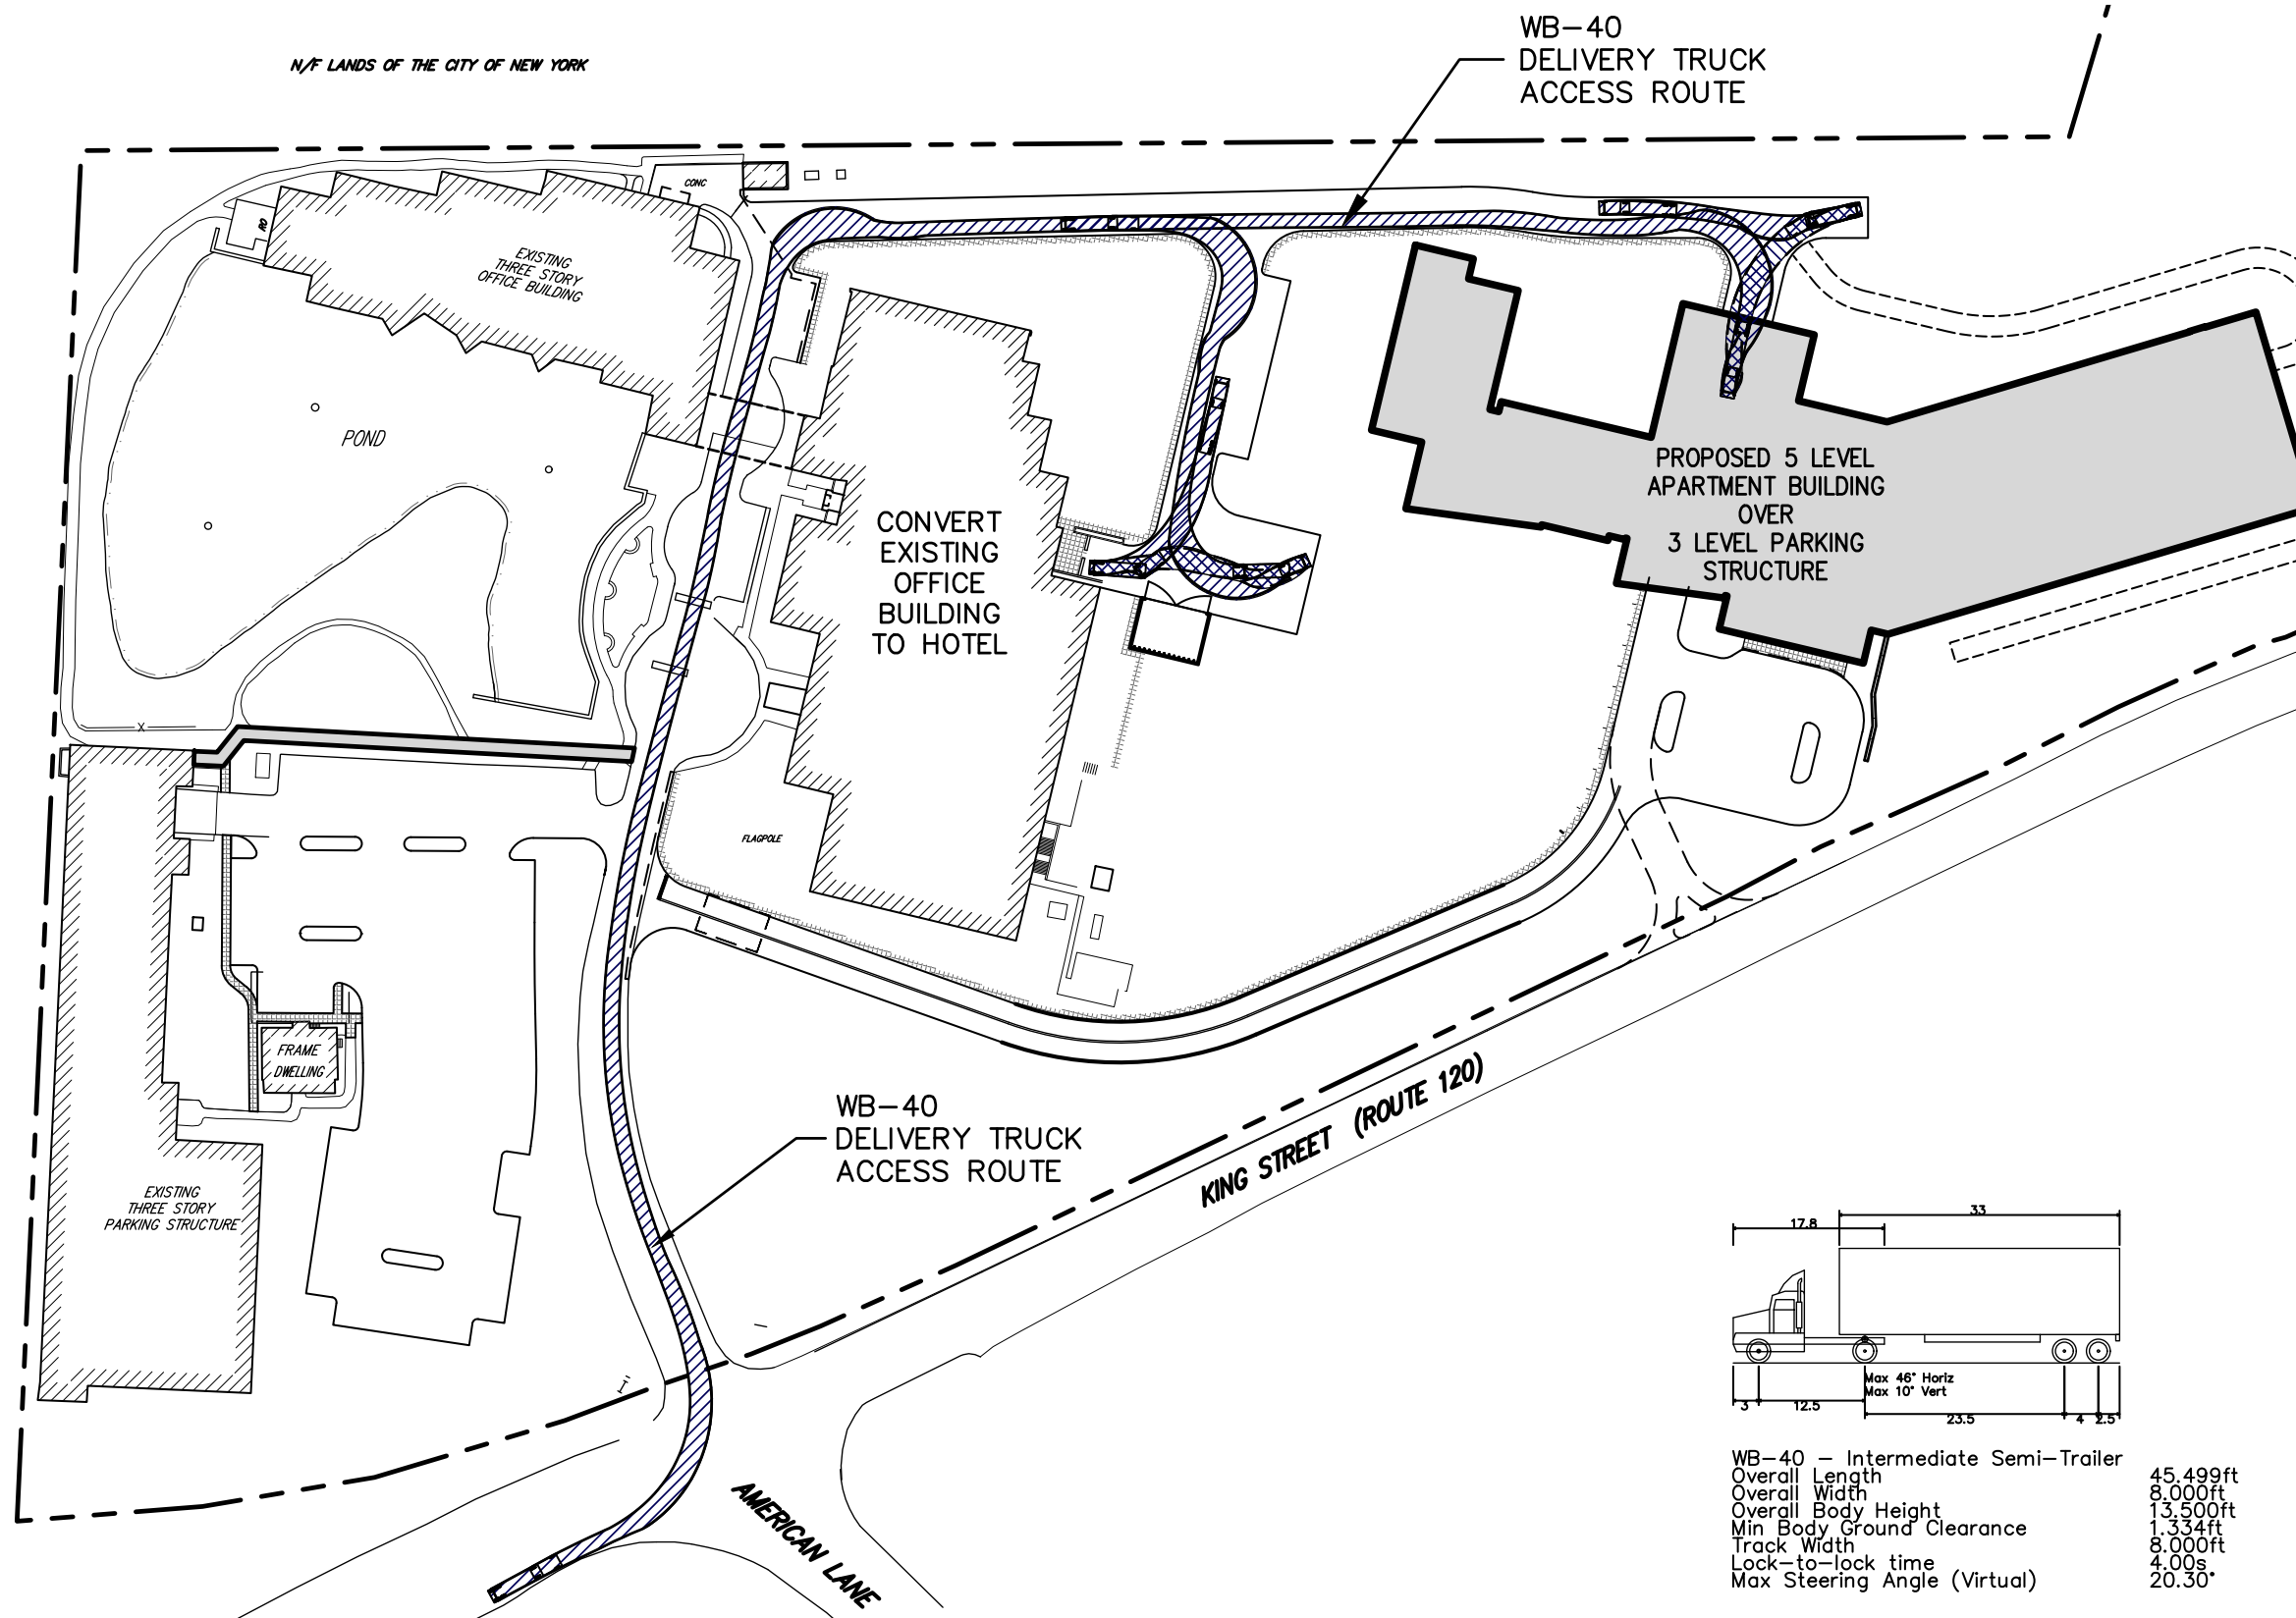 WB-40
DELIVERY TRUCK
ACCESS ROUTE
N/F LANDS OF THE CITY OF NEW YORK
CONC
RD
EXISTING
THREE STORY
OFFICE BUILDING
POND
CONVERT
EXISTING
OFFICE
BUILDING
TO HOTEL
PROPOSED 5 LEVEL
APARTMENT BUILDING
OVER
3 LEVEL PARKING
STRUCTURE
X
FLAGPOLE
FRAME
DWELLING
EXISTING
THREE STORY
PARKING STRUCTURE
WB-40
DELIVERY TRUCK
ACCESS ROUTE
KING STREET (ROUTE 120)
AMERICAN LANE
33
17.8
Max 46° Horiz
Max 10° Vert
3 12.5 23.5 4 2.5
WB-40 - Intermediate Semi-Trailer
Overall Length 45.499ft
Overall Width 8.000ft
Overall Body Height 13.500ft
Min Body Ground Clearance 1.334ft
Track Width 8.000ft
Lock-to-lock time 4.00s
Max Steering Angle (Virtual) 20.30°